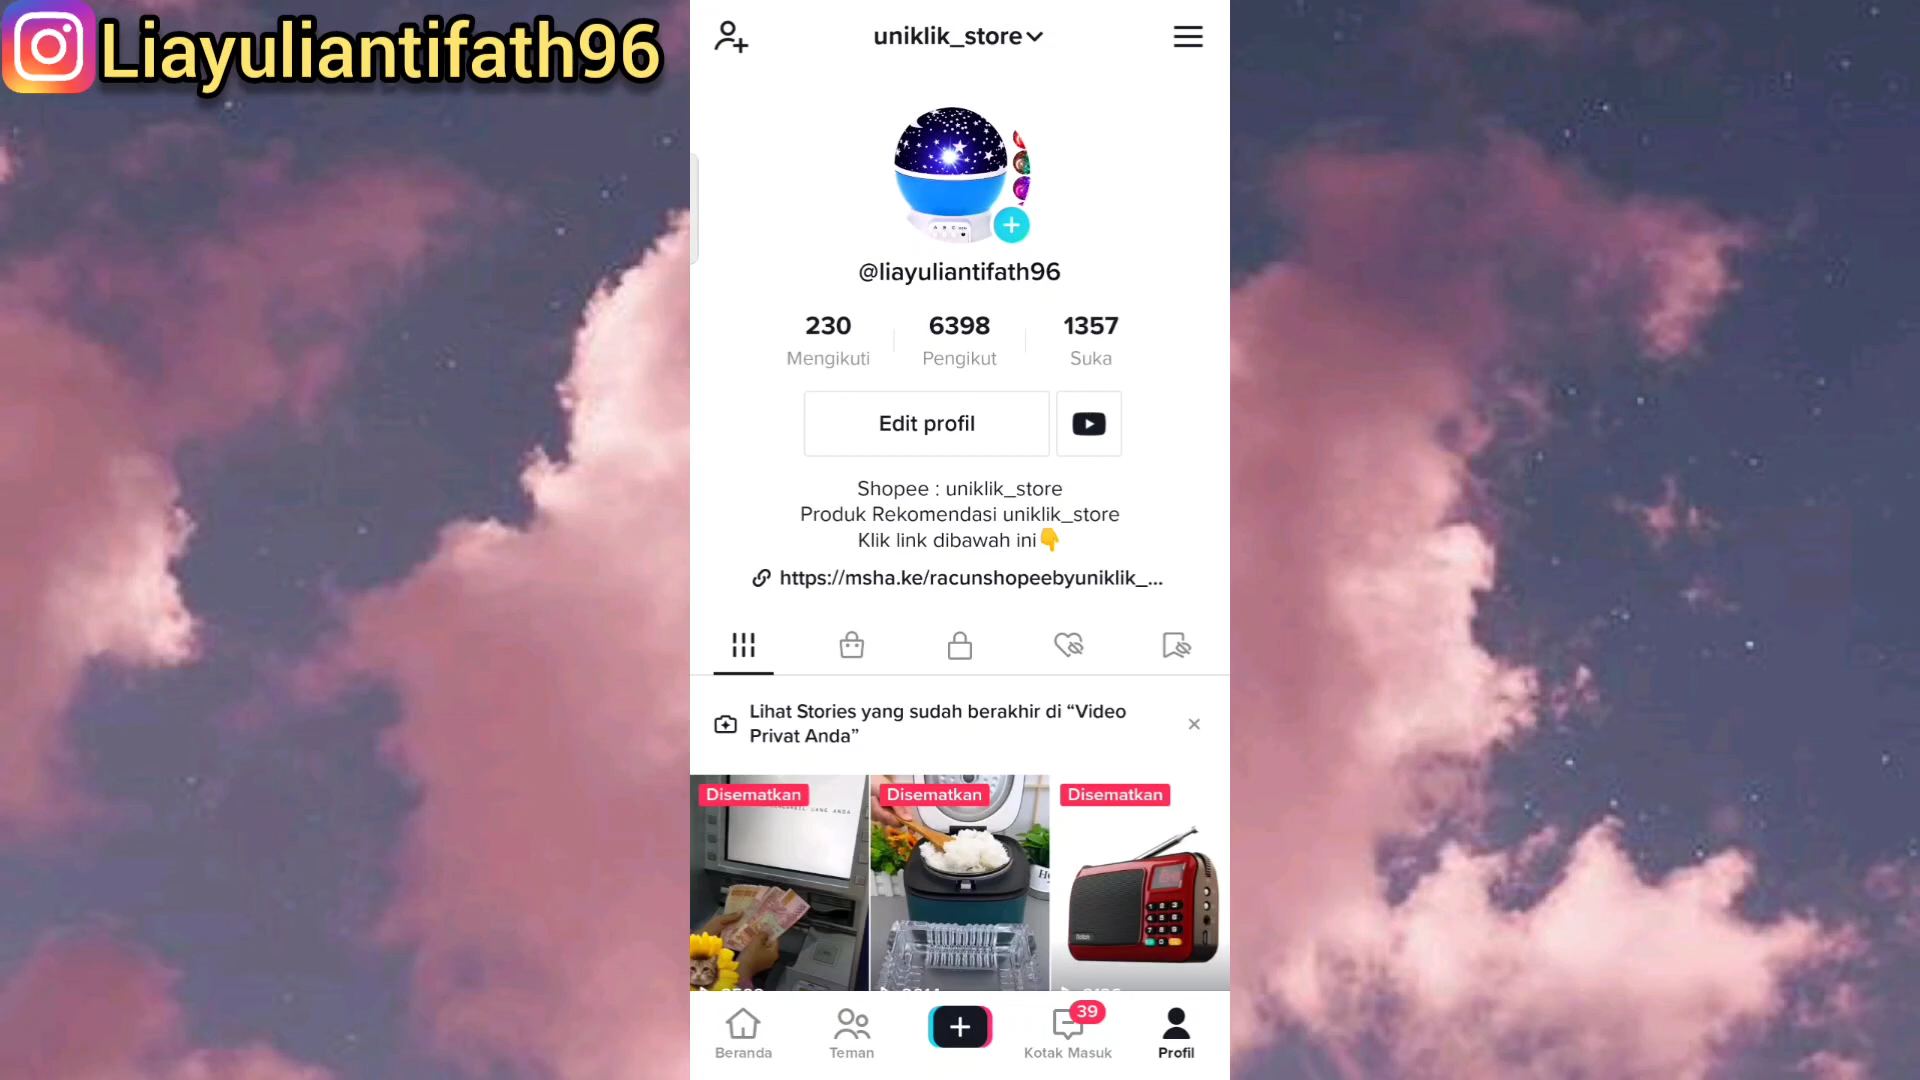 Liayuliantifath96
uniklik_store
@liayuliantifath96
230
Mengikuti
6398
Pengikut
1357
Suka
Edit profil
Shopee : uniklik_store
Produk Rekomendasi uniklik_store
Klik link dibawah ini👇
https://msha.ke/racunshopeebyuniklik_...
Lihat Stories yang sudah berakhir di “Video
Privat Anda”
Disematkan
Disematkan
Disematkan
Beranda
Teman
39
Kotak Masuk
Profil